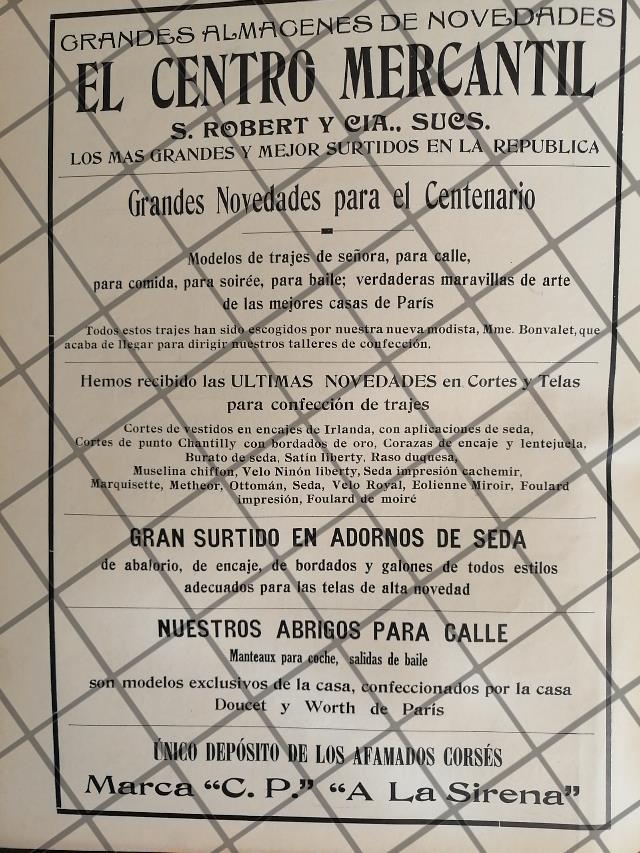 GRANDES ALMACENES DE NOVEDADES
EL CENTRO MERCANTIL
S. ROBERT Y CIA., SUCS.
LOS MAS GRANDES Y MEJOR SURTIDOS EN LA REPUBLICA
Grandes Novedades para el Centenario
Modelos de trajes de señora, para calle,
para comida, para soirée, para baile; verdaderas maravillas de arte
de las mejores casas de París
Todos estos trajes han sido escogidos por nuestra nueva modista, Mme. Bonvalet, que
acaba de llegar para dirigir nuestros talleres de confección.
Hemos recibido las ULTIMAS NOVEDADES en Cortes y Telas
para confección de trajes
Cortes de vestidos en encajes de Irlanda, con aplicaciones de seda,
Cortes de punto Chantilly con bordados de oro, Corazas de encaje y lentejuela,
Burato de seda, Satín liberty, Raso duquesa,
Muselina chiffon, Velo Ninón liberty, Seda impresión cachemir,
Marquisette, Metheor, Ottomán, Seda, Velo Royal, Eolienne Miroir, Foulard
impresión, Foulard de moiré
GRAN SURTIDO EN ADORNOS DE SEDA
de abalorio, de encaje, de bordados y galones de todos estilos
adecuados para las telas de alta novedad
NUESTROS ABRIGOS PARA CALLE
Manteaux para coche, salidas de baile
son modelos exclusivos de la casa, confeccionados por la casa
Doucet y Worth de París
ÚNICO DEPÓSITO DE LOS AFAMADOS CORSÉS
Marca “C. P.” “A La Sirena”